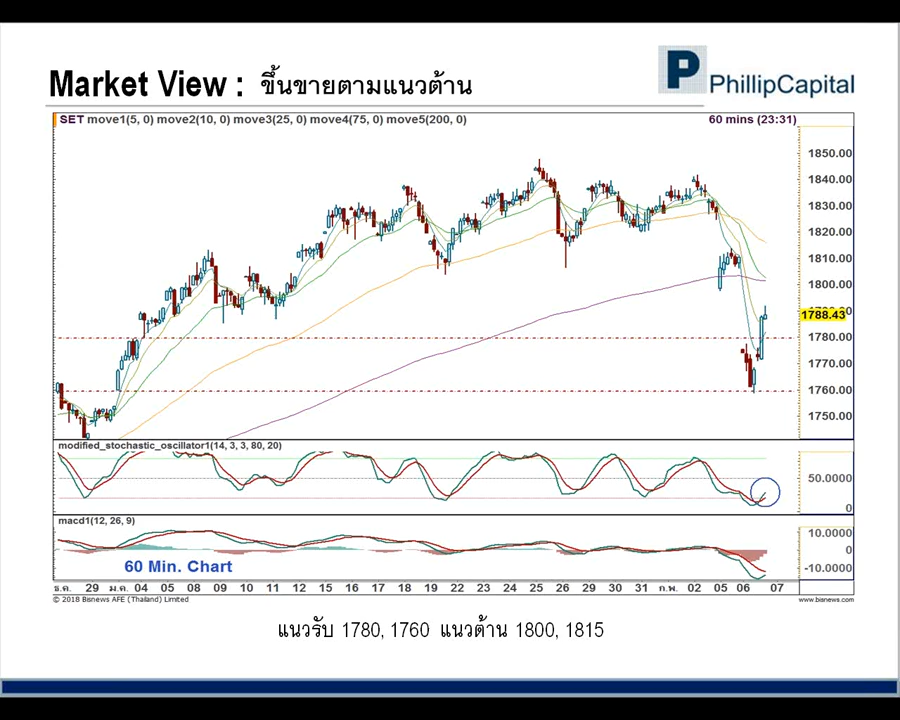 Market View : ขึ้นขายตามแนวต้าน
PhillipCapital
SET move1(5, 0) move2(10, 0) move3(25, 0) move4(75, 0) move5(200, 0) 60 mins (23:31)
1850.00
1840.00
1830.00
1820.00
1810.00
1800.00
1788.43
1780.00
1770.00
1760.00
1750.00
modified_stochastic_oscillator1(14, 3, 3, 80, 20)
50.0000
0
macd1(12, 26, 9)
10.0000
0
-10.0000
60 Min. Chart
ธ.ค. 29 ม.ค. 04 05 08 09 10 11 12 15 16 17 18 19 22 23 24 25 26 29 30 31 ก.พ. 02 05 06 07
© 2018 Bisnews AFE (Thailand) Limited www.bisnews.com
แนวรับ 1780, 1760 แนวต้าน 1800, 1815